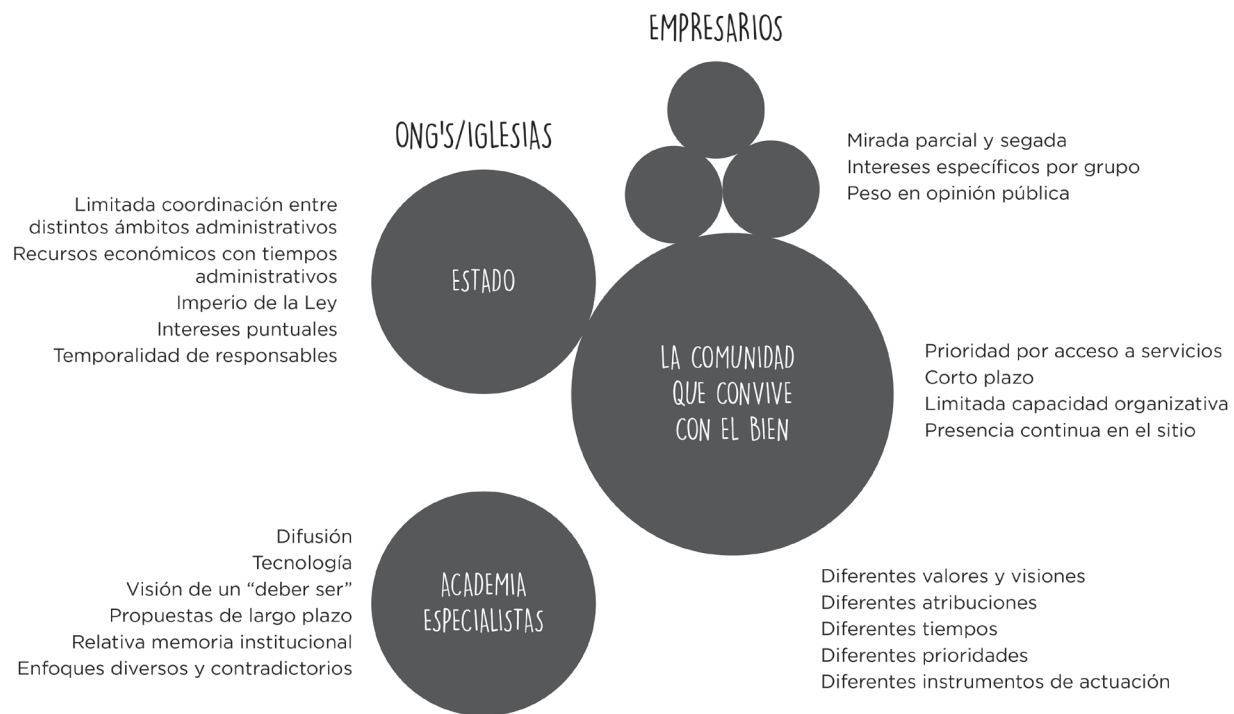 EMPRESARIOS
ONG'S/IGLESIAS
Mirada parcial y segada
Intereses específicos por grupo
Peso en opinión pública
Limitada coordinación entre
distintos ámbitos administrativos
Recursos económicos con tiempos
administrativos
Imperio de la Ley
Intereses puntuales
Temporalidad de responsables
ESTADO
LA COMUNIDAD
QUE CONVIVE
CON EL BIEN
Prioridad por acceso a servicios
Corto plazo
Limitada capacidad organizativa
Presencia continua en el sitio
Difusión
Tecnología
Visión de un “deber ser”
Propuestas de largo plazo
Relativa memoria institucional
Enfoques diversos y contradictorios
ACADEMIA
ESPECIALISTAS
Diferentes valores y visiones
Diferentes atribuciones
Diferentes tiempos
Diferentes prioridades
Diferentes instrumentos de actuación